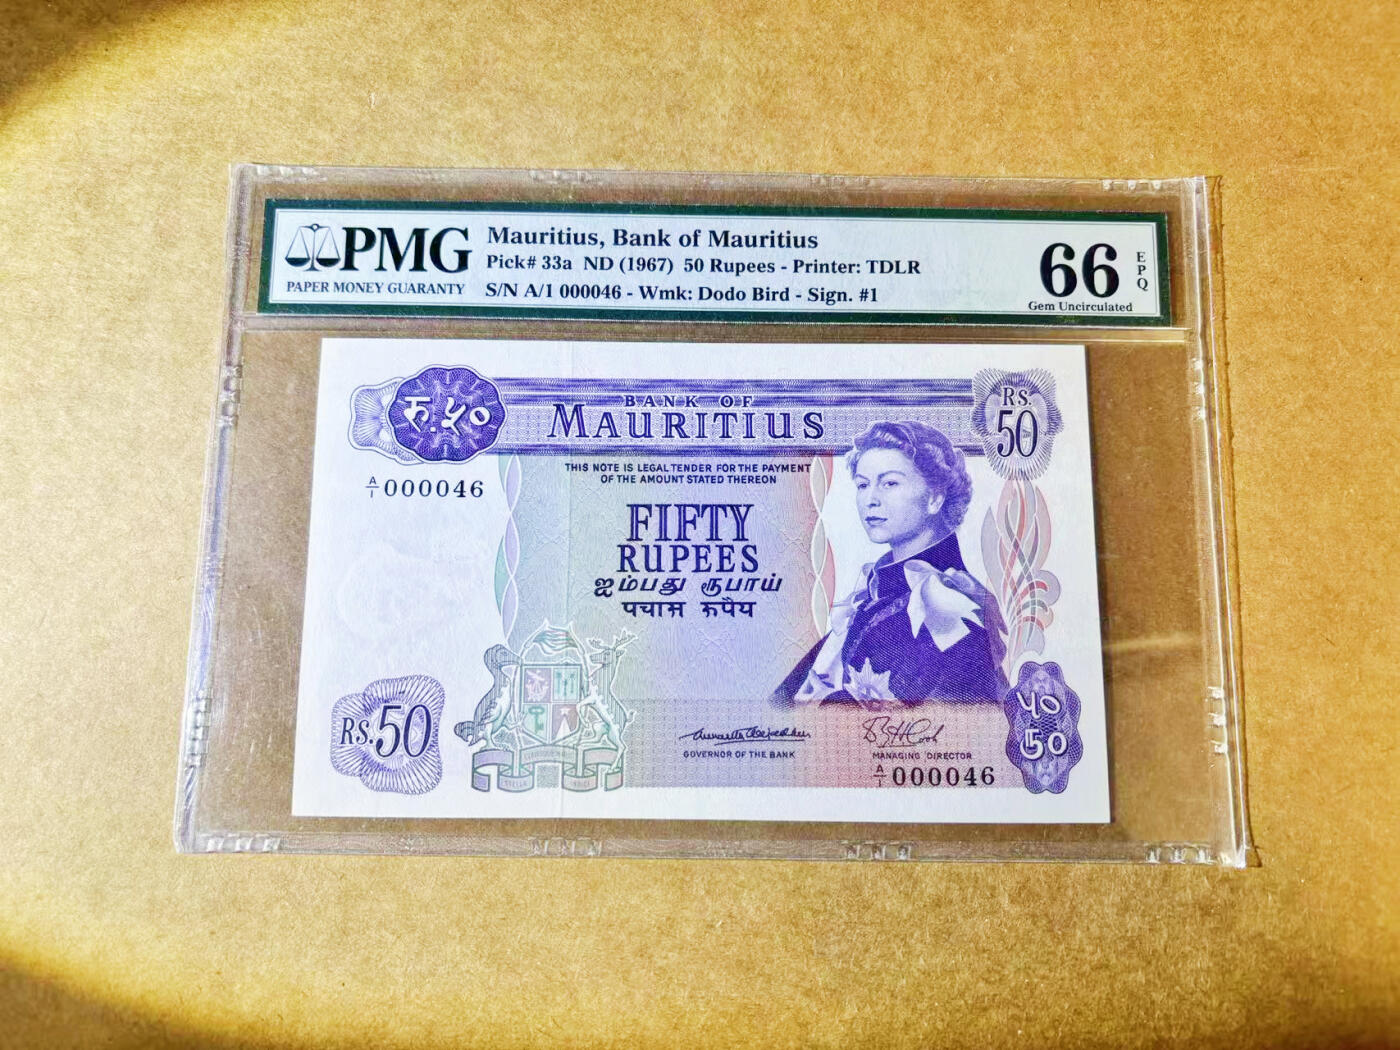 PMG
PAPER MONEY GUARANTY
Mauritius, Bank of Mauritius
Pick# 33a ND (1967) 50 Rupees - Printer: TDLR
S/N A/1 000046 - Wmk: Dodo Bird - Sign. #1
66 EPQ
Gem Uncirculated
रु.५०
BANK OF
MAURITIUS
RS.
50
THIS NOTE IS LEGAL TENDER FOR THE PAYMENT
OF THE AMOUNT STATED THEREON
A/1 000046
FIFTY
RUPEES
ஐம்பது ரூபாய்
पचास रुपैय
RS.50
GOVERNOR OF THE BANK
MANAGING DIRECTOR
A/1 000046
५०
50